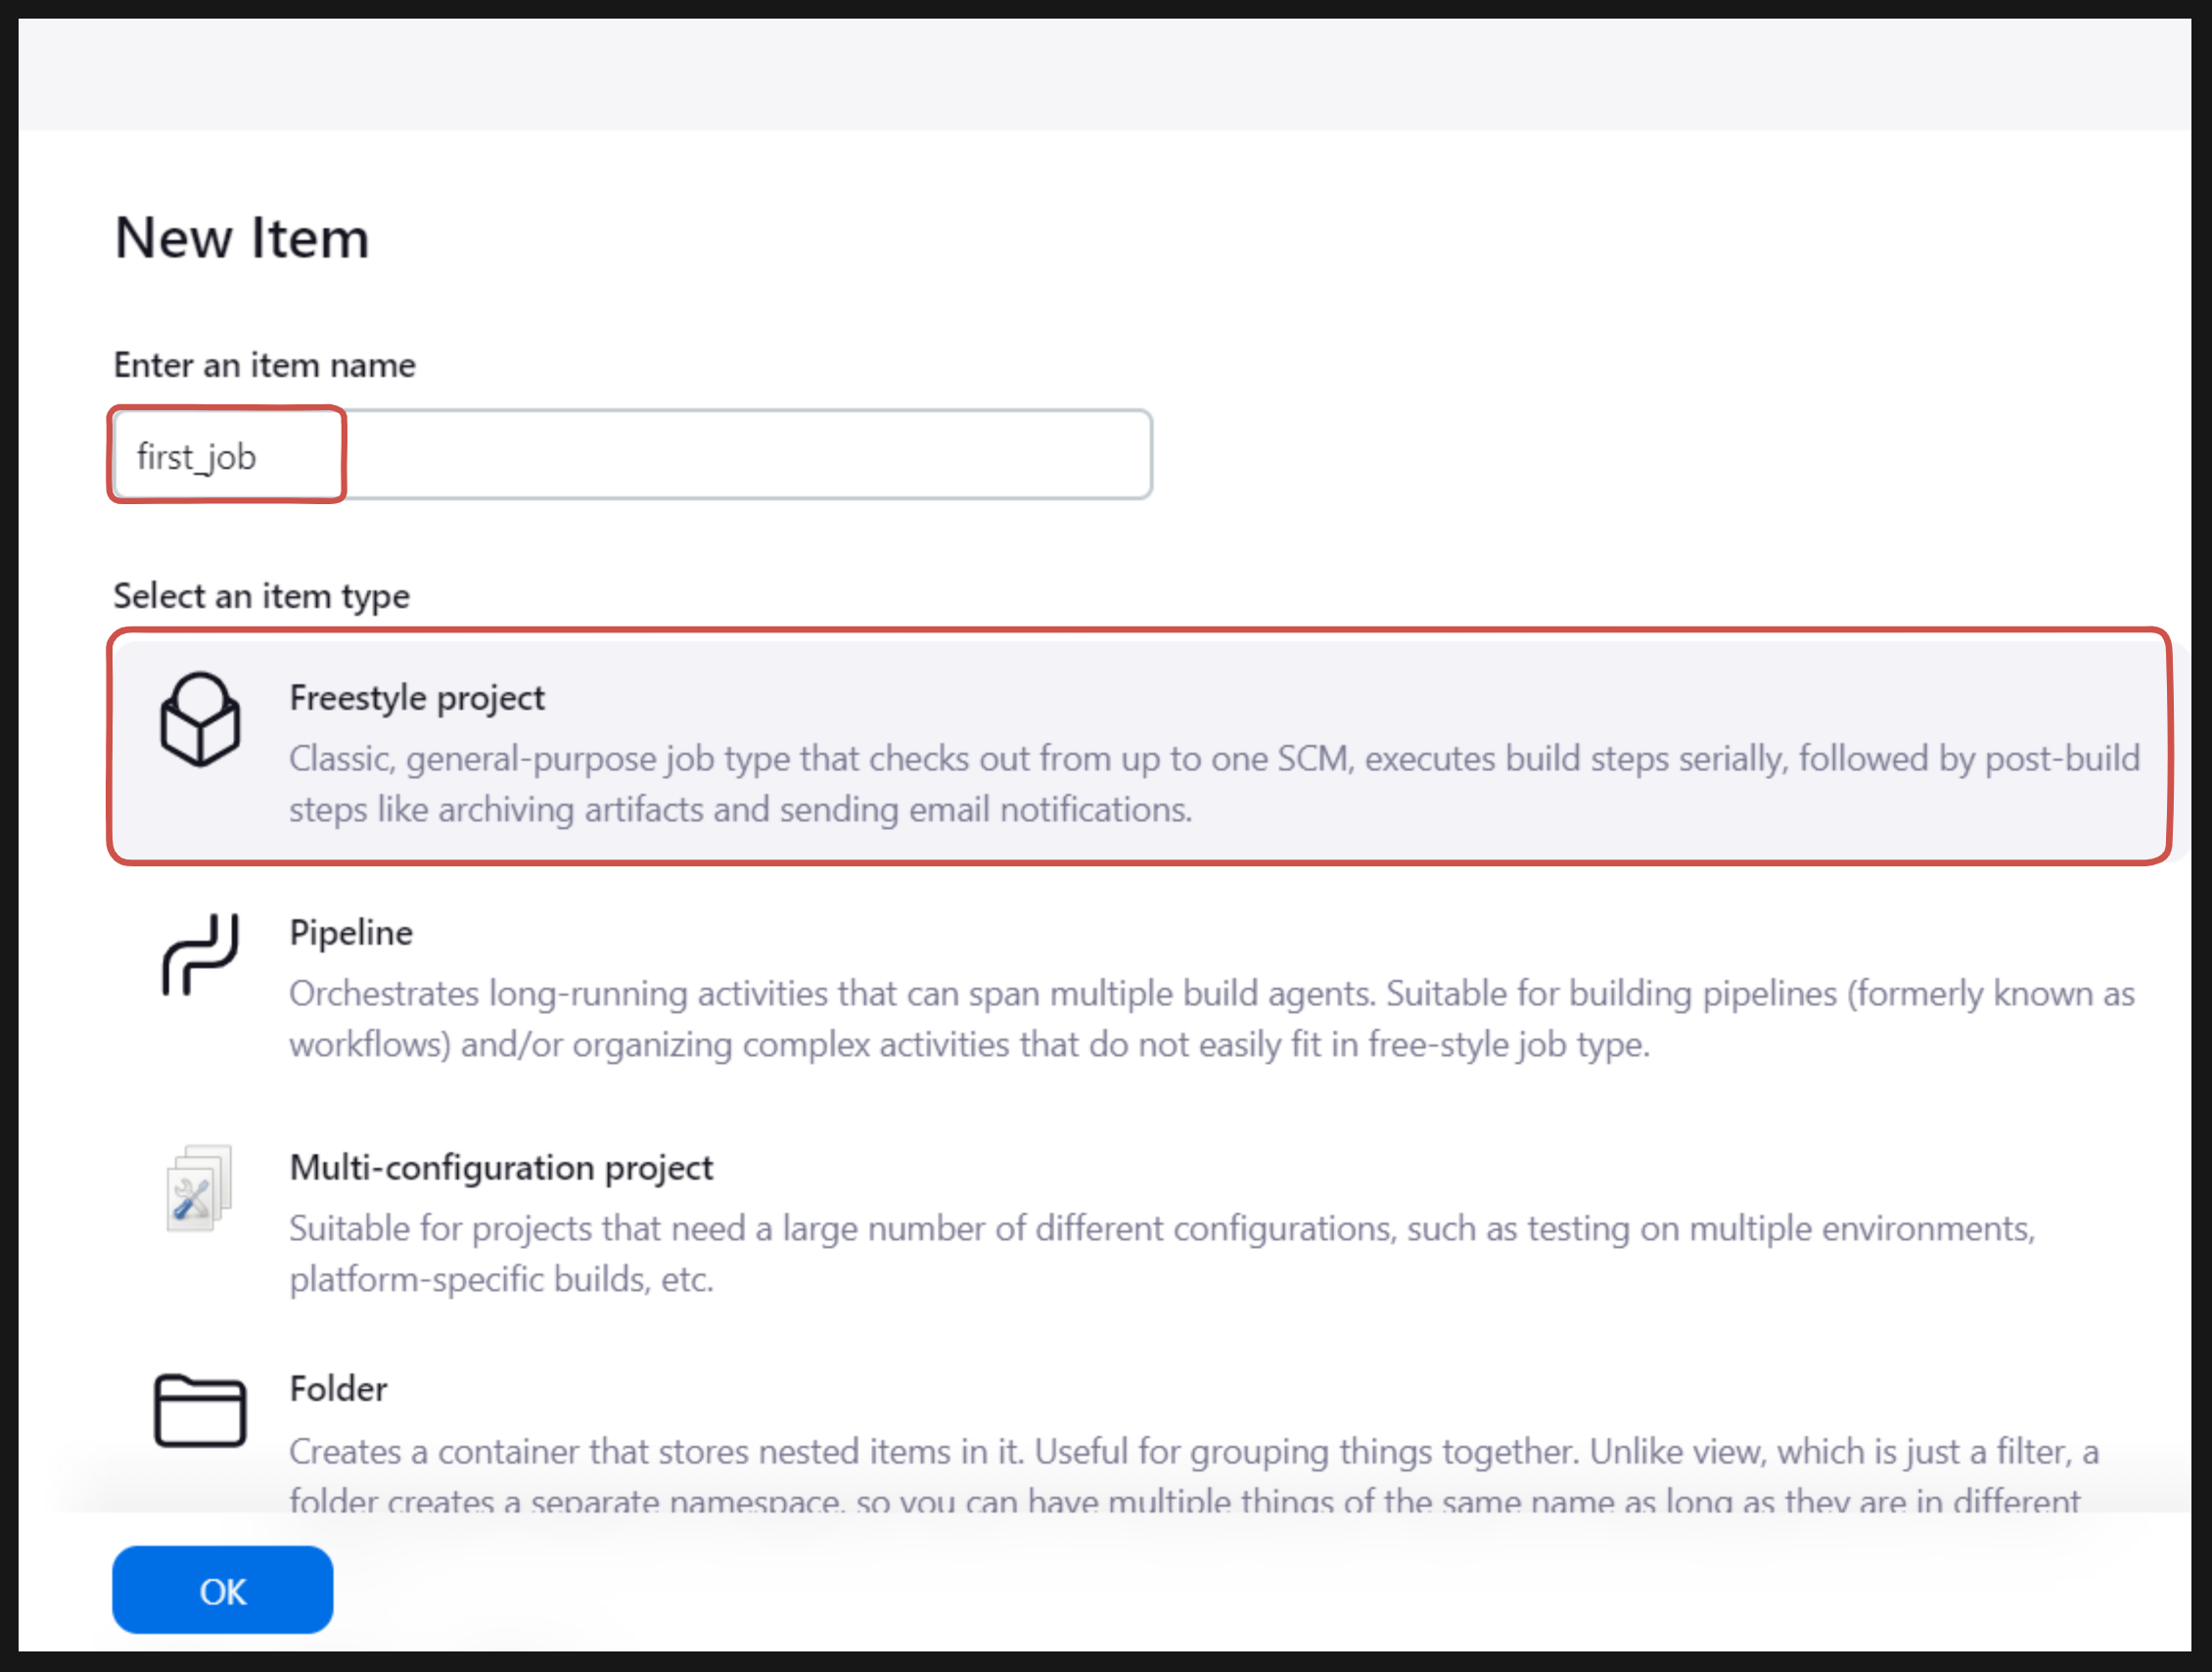 New Item
Enter an item name
first_job
Select an item type
Freestyle project
Classic, general-purpose job type that checks out from up to one SCM, executes build steps serially, followed by post-build
steps like archiving artifacts and sending email notifications.
Pipeline
Orchestrates long-running activities that can span multiple build agents. Suitable for building pipelines (formerly known as
workflows) and/or organizing complex activities that do not easily fit in free-style job type.
Multi-configuration project
Suitable for projects that need a large number of different configurations, such as testing on multiple environments,
platform-specific builds, etc.
Folder
Creates a container that stores nested items in it. Useful for grouping things together. Unlike view, which is just a filter, a
folder creates a separate namespace, so you can have multiple things of the same name as long as they are in different
OK